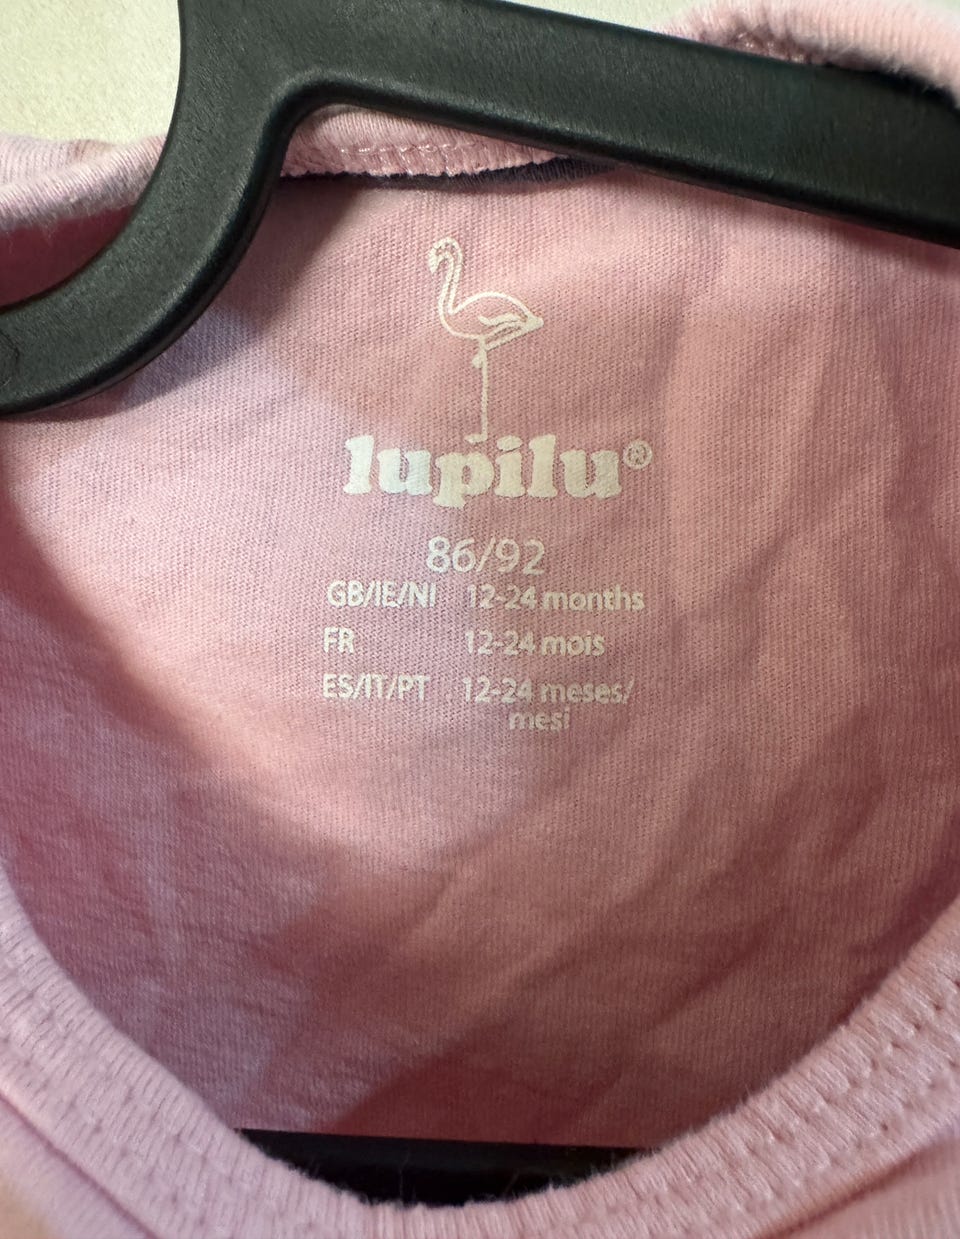 lupilu®
86/92
GB/IE/NI 12-24 months
FR 12-24 mois
ES/IT/PT 12-24 meses/
mesi